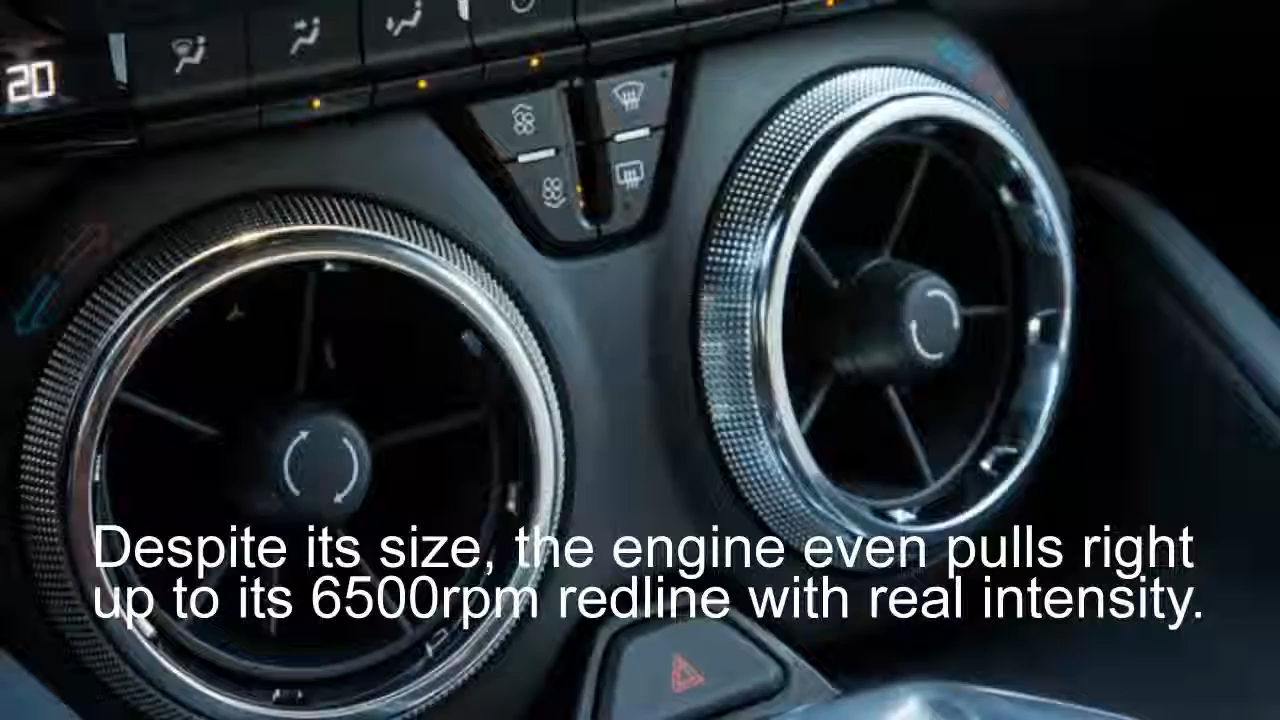 20
Despite its size, the engine even pulls right
up to its 6500rpm redline with real intensity.